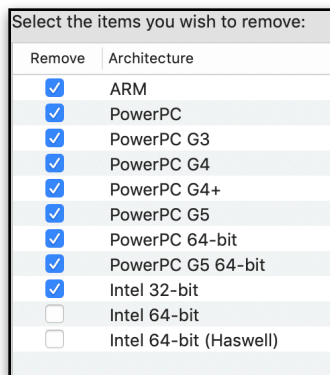 Select the items you wish to remove:
Remove Architecture
ARM
PowerPC
PowerPC G3
PowerPC G4
PowerPC G4+
PowerPC G5
PowerPC 64-bit
PowerPC G5 64-bit
Intel 32-bit
Intel 64-bit
Intel 64-bit (Haswell)